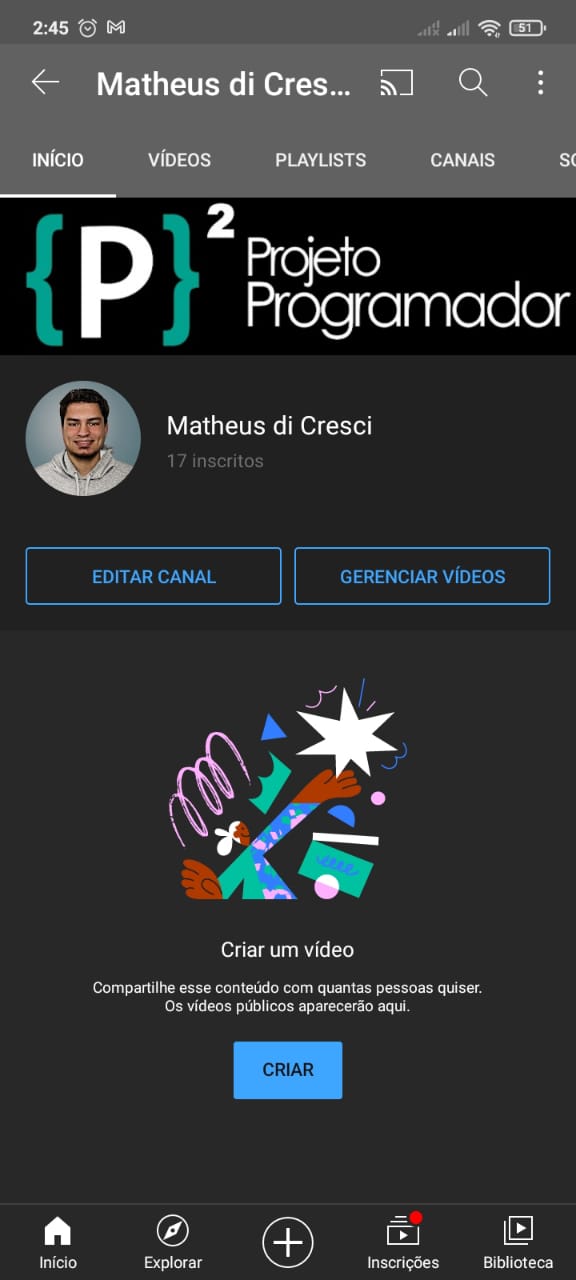 2:45
51
Matheus di Cres...
INÍCIO VÍDEOS PLAYLISTS CANAIS SO
{P}²
Projeto
Programador
Matheus di Cresci
17 inscritos
EDITAR CANAL GERENCIAR VÍDEOS
Criar um vídeo
Compartilhe esse conteúdo com quantas pessoas quiser.
Os vídeos públicos aparecerão aqui.
CRIAR
Início Explorar Inscrições Biblioteca